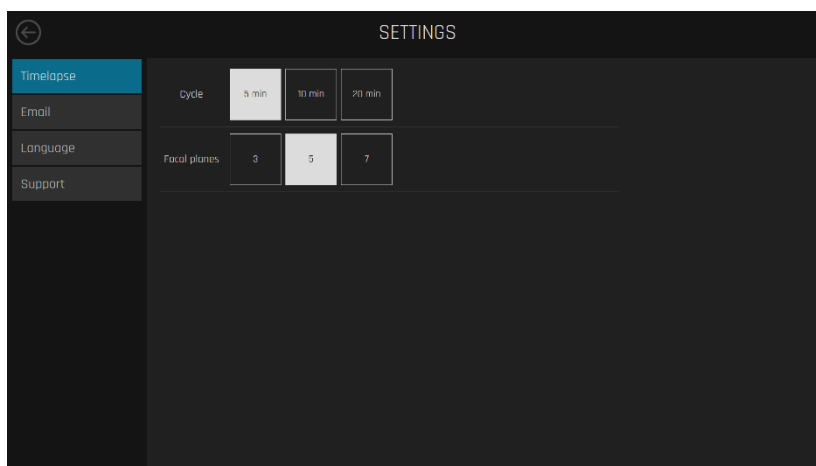 SETTINGS
Timelapse
Email
Language
Support
Cycle 5 min 10 min 20 min
Focal planes 3 5 7